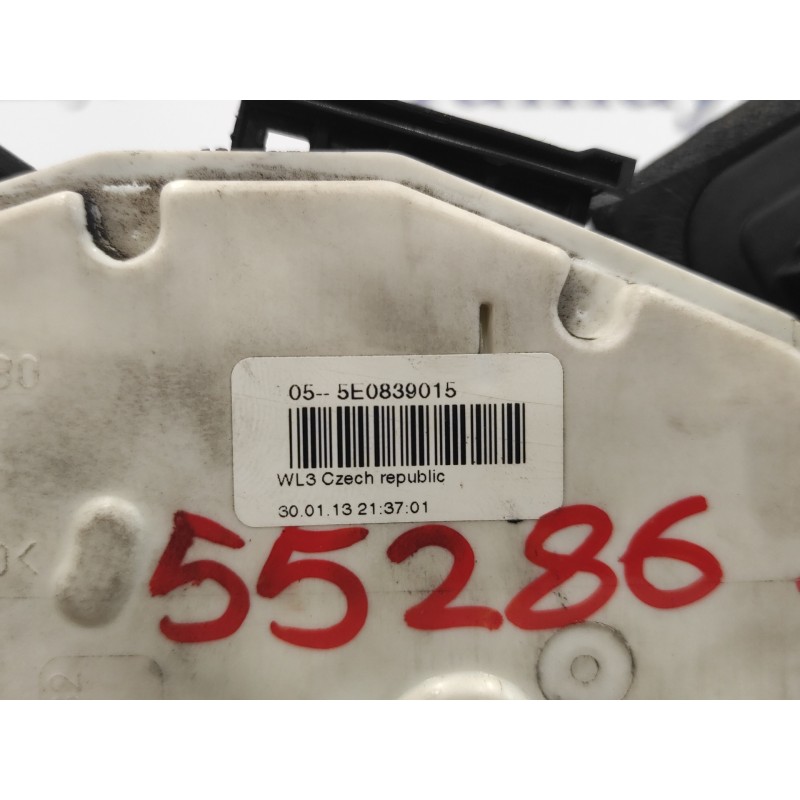 05-- 5E0839015
WL3 Czech republic
30.01.13 21:37:01
55286